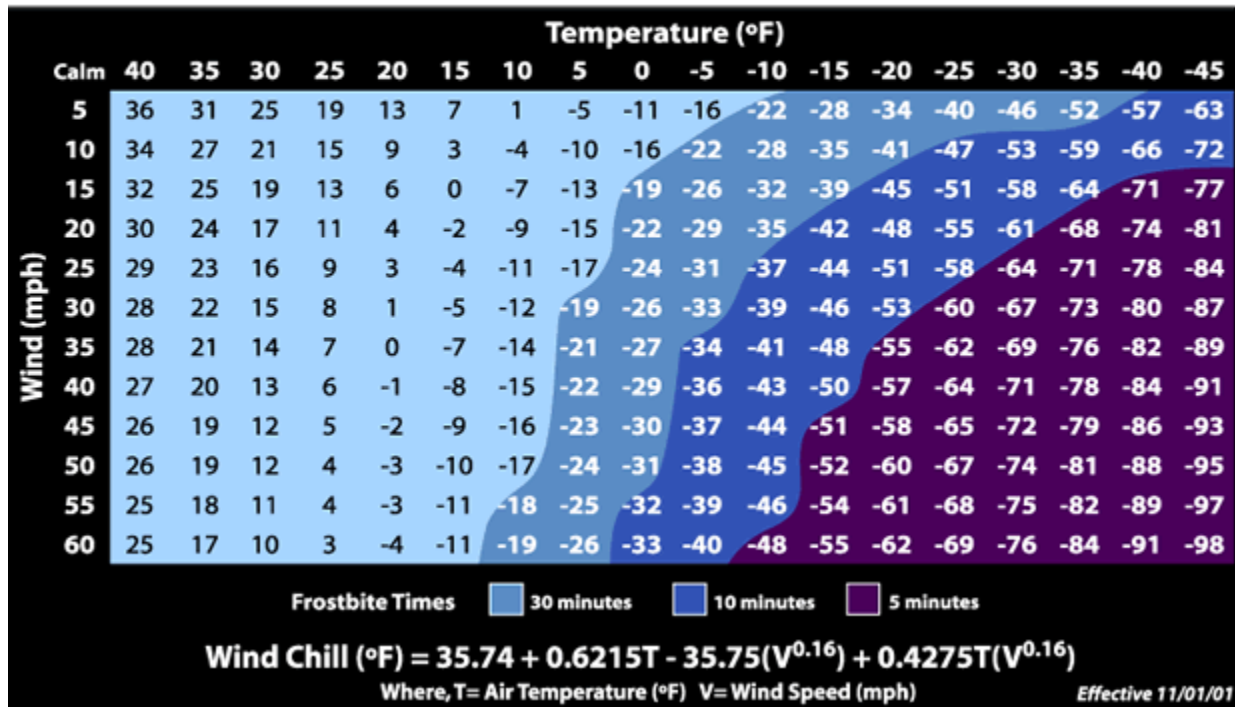 Temperature (ºF)
Calm 40 35 30 25 20 15 10 5 0 -5 -10 -15 -20 -25 -30 -35 -40 -45
5 36 31 25 19 13 7 1 -5 -11 -16 -22 -28 -34 -40 -46 -52 -57 -63
10 34 27 21 15 9 3 -4 -10 -16 -22 -28 -35 -41 -47 -53 -59 -66 -72
15 32 25 19 13 6 0 -7 -13 -19 -26 -32 -39 -45 -51 -58 -64 -71 -77
20 30 24 17 11 4 -2 -9 -15 -22 -29 -35 -42 -48 -55 -61 -68 -74 -81
25 29 23 16 9 3 -4 -11 -17 -24 -31 -37 -44 -51 -58 -64 -71 -78 -84
30 28 22 15 8 1 -5 -12 -19 -26 -33 -39 -46 -53 -60 -67 -73 -80 -87
35 28 21 14 7 0 -7 -14 -21 -27 -34 -41 -48 -55 -62 -69 -76 -82 -89
40 27 20 13 6 -1 -8 -15 -22 -29 -36 -43 -50 -57 -64 -71 -78 -84 -91
45 26 19 12 5 -2 -9 -16 -23 -30 -37 -44 -51 -58 -65 -72 -79 -86 -93
50 26 19 12 4 -3 -10 -17 -24 -31 -38 -45 -52 -60 -67 -74 -81 -88 -95
55 25 18 11 4 -3 -11 -18 -25 -32 -39 -46 -54 -61 -68 -75 -82 -89 -97
60 25 17 10 3 -4 -11 -19 -26 -33 -40 -48 -55 -62 -69 -76 -84 -91 -98
Wind (mph)
Frostbite Times 30 minutes 10 minutes 5 minutes
Wind Chill (ºF) = 35.74 + 0.6215T - 35.75(V⁰·¹⁶) + 0.4275T(V⁰·¹⁶)
Where, T= Air Temperature (ºF) V= Wind Speed (mph) Effective 11/01/01